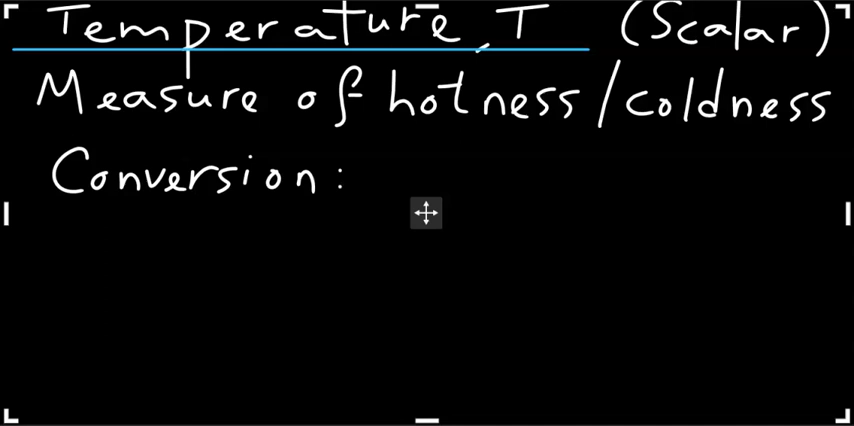 Temperature, T (Scalar)
Measure of hotness/coldness
Conversion: